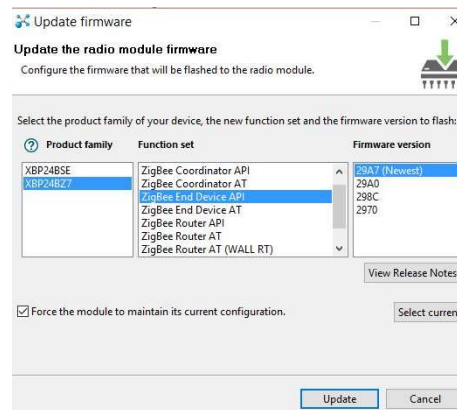 Update firmware
Update the radio module firmware
Configure the firmware that will be flashed to the radio module.
Select the product family of your device, the new function set and the firmware version to flash:
Product family Function set Firmware version
XBP24BSE ZigBee Coordinator API 29A7 (Newest)
XBP24BZ7 ZigBee Coordinator AT 29A0
ZigBee End Device API 298C
ZigBee End Device AT 2970
ZigBee Router API
ZigBee Router AT
ZigBee Router AT (WALL RT)
View Release Notes
Force the module to maintain its current configuration.
Select curren
Update Cancel